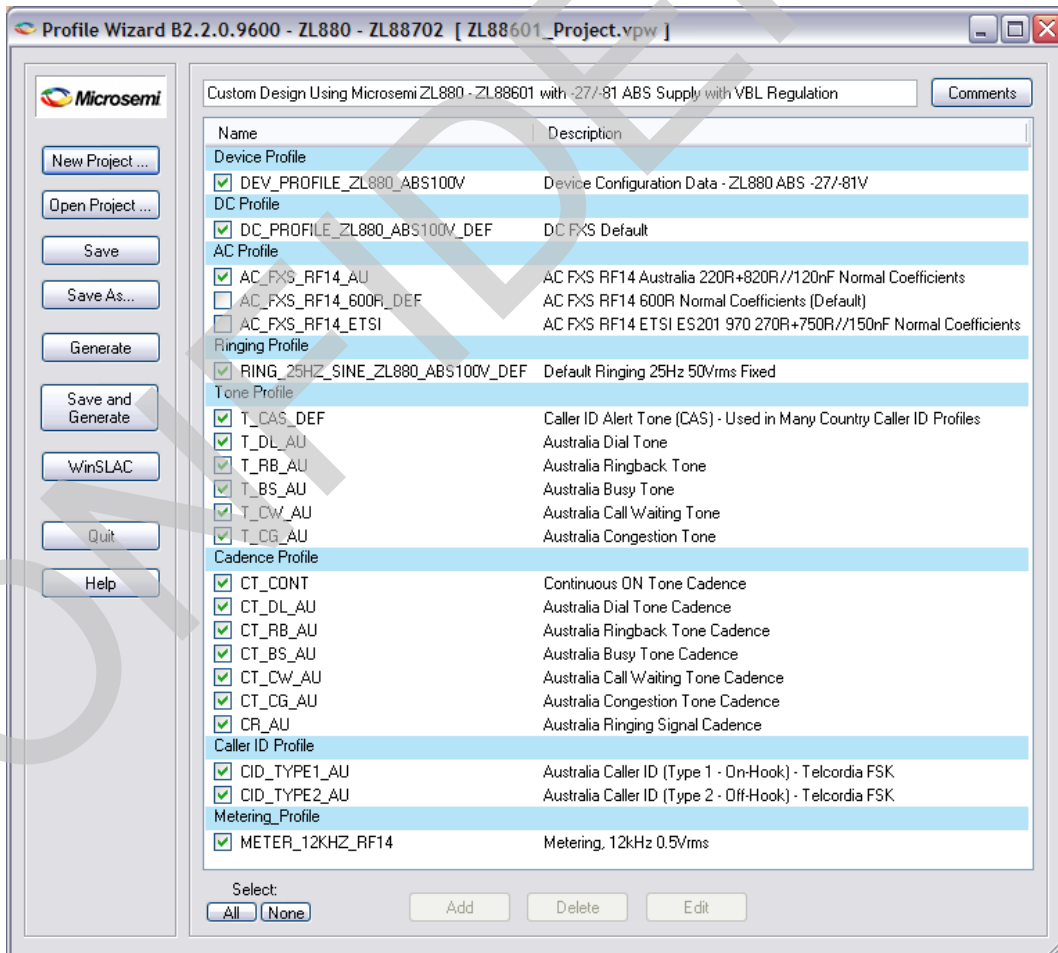 Profile Wizard B2.2.0.9600 - ZL880 - ZL88702 [ ZL88601_Project.vpw ]
Microsemi
New Project ...
Open Project ...
Save
Save As...
Generate
Save and
Generate
WinSLAC
Quit
Help
Custom Design Using Microsemi ZL880 - ZL88601 with -27/-81 ABS Supply with VBL Regulation
Comments
Name Description
Device Profile
DEV_PROFILE_ZL880_ABS100V Device Configuration Data - ZL880 ABS -27/-81V
DC Profile
DC_PROFILE_ZL880_ABS100V_DEF DC FXS Default
AC Profile
AC_FXS_RF14_AU AC FXS RF14 Australia 220R+820R//120nF Normal Coefficients
AC_FXS_RF14_600R_DEF AC FXS RF14 600R Normal Coefficients (Default)
AC_FXS_RF14_ETSI AC FXS RF14 ETSI ES201 970 270R+750R//150nF Normal Coefficients
Ringing Profile
RING_25HZ_SINE_ZL880_ABS100V_DEF Default Ringing 25Hz 50Vrms Fixed
Tone Profile
T_CAS_DEF Caller ID Alert Tone (CAS) - Used in Many Country Caller ID Profiles
T_DL_AU Australia Dial Tone
T_RB_AU Australia Ringback Tone
T_BS_AU Australia Busy Tone
T_CW_AU Australia Call Waiting Tone
T_CG_AU Australia Congestion Tone
Cadence Profile
CT_CONT Continuous ON Tone Cadence
CT_DL_AU Australia Dial Tone Cadence
CT_RB_AU Australia Ringback Tone Cadence
CT_BS_AU Australia Busy Tone Cadence
CT_CW_AU Australia Call Waiting Tone Cadence
CT_CG_AU Australia Congestion Tone Cadence
CR_AU Australia Ringing Signal Cadence
Caller ID Profile
CID_TYPE1_AU Australia Caller ID (Type 1 - On-Hook) - Telcordia FSK
CID_TYPE2_AU Australia Caller ID (Type 2 - Off-Hook) - Telcordia FSK
Metering_Profile
METER_12KHZ_RF14 Metering, 12kHz 0.5Vrms
Select:
All None Add Delete Edit
ONFIDE